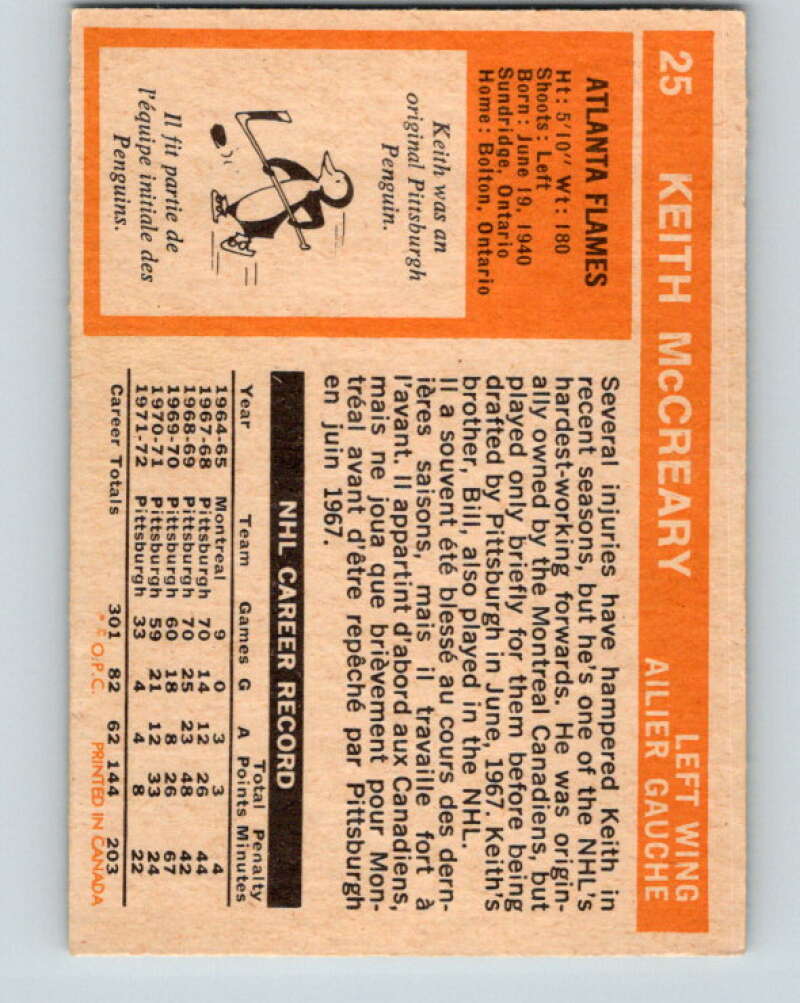 25 KEITH McCREARY LEFT WING
AILIER GAUCHE
ATLANTA FLAMES
Ht: 5'10" Wt: 180
Shoots: Left
Born: June 19, 1940
Sundridge, Ontario
Home: Bolton, Ontario
Keith was an
original Pittsburgh
Penguin.
Il fit partie de
l'équipe initiale des
Penguins.
Several injuries have hampered Keith in
recent seasons, but he's one of the NHL's
hardest-working forwards. He was origin-
ally owned by the Montreal Canadiens, but
played only briefly for them before being
drafted by Pittsburgh in June, 1967. Keith's
brother, Bill, also played in the NHL.
Il a souvent été blessé au cours des dern-
ières saisons, mais il travaille fort à
l'avant. Il appartint d'abord aux Canadiens,
mais ne joua que brièvement pour Mon-
tréal avant d'être repêché par Pittsburgh
en juin 1967.
NHL CAREER RECORD
Total Penalty
Year Team Games G A Points Minutes
1964-65 Montreal 9 0 3 3 4
1967-68 Pittsburgh 70 14 12 26 44
1968-69 Pittsburgh 70 25 23 48 42
1969-70 Pittsburgh 60 18 8 26 67
1970-71 Pittsburgh 59 21 12 33 24
1971-72 Pittsburgh 33 4 4 8 22
Career Totals 301 82 62 144 203
O.P.C. PRINTED IN CANADA